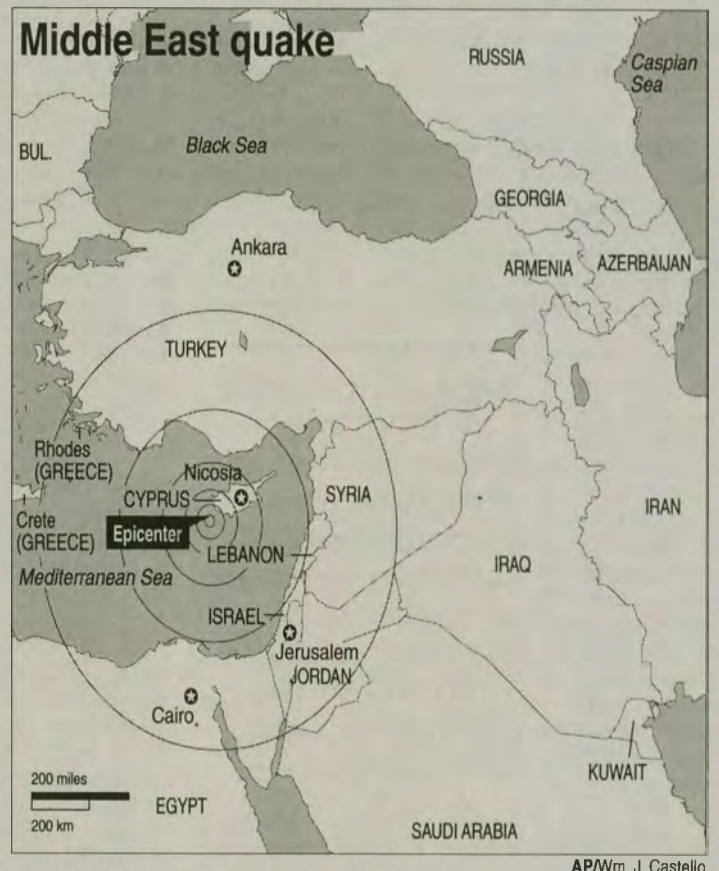 Middle East quake
RUSSIA
Caspian
Sea
BUL.
Black Sea
GEORGIA
Ankara
ARMENIA
AZERBAIJAN
TURKEY
Rhodes
(GREECE)
Nicosia
CYPRUS
SYRIA
IRAN
Crete
(GREECE)
Epicenter
LEBANON
IRAQ
Mediterranean Sea
ISRAEL
Jerusalem
JORDAN
Cairo
KUWAIT
200 miles
200 km
EGYPT
SAUDI ARABIA
AP/Wm. J. Castello